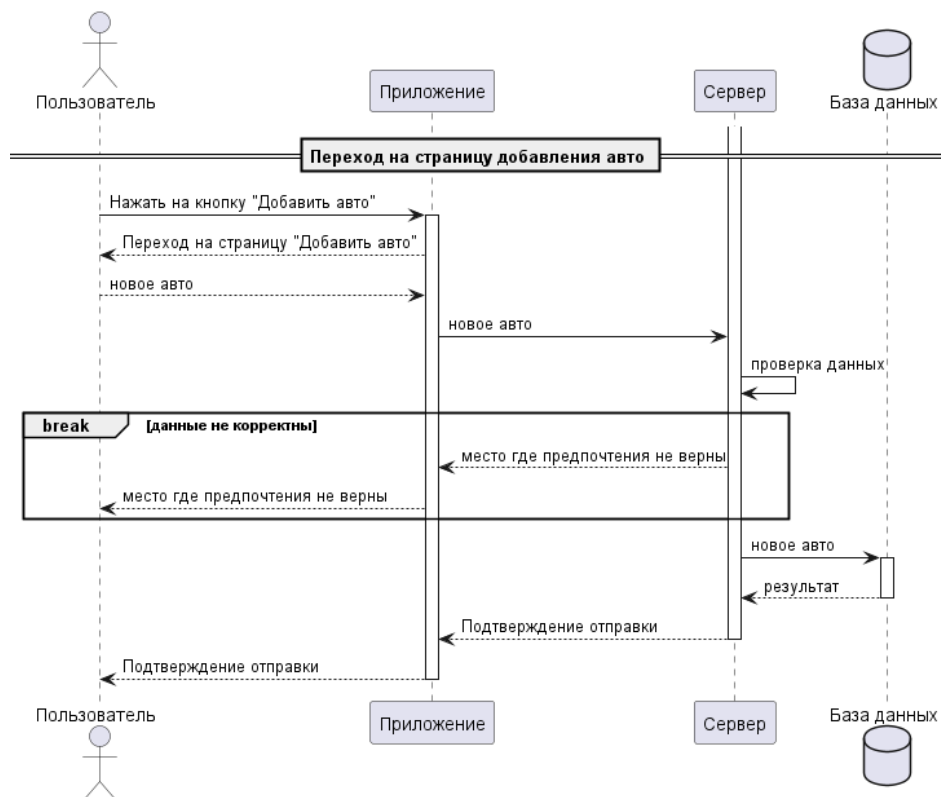 Пользователь
Приложение
Сервер
База данных
Переход на страницу добавления авто
Нажать на кнопку "Добавить авто"
Переход на страницу "Добавить авто"
новое авто
новое авто
проверка данных
break [данные не корректны]
место где предпочтения не верны
место где предпочтения не верны
новое авто
результат
Подтверждение отправки
Подтверждение отправки
Пользователь
Приложение
Сервер
База данных